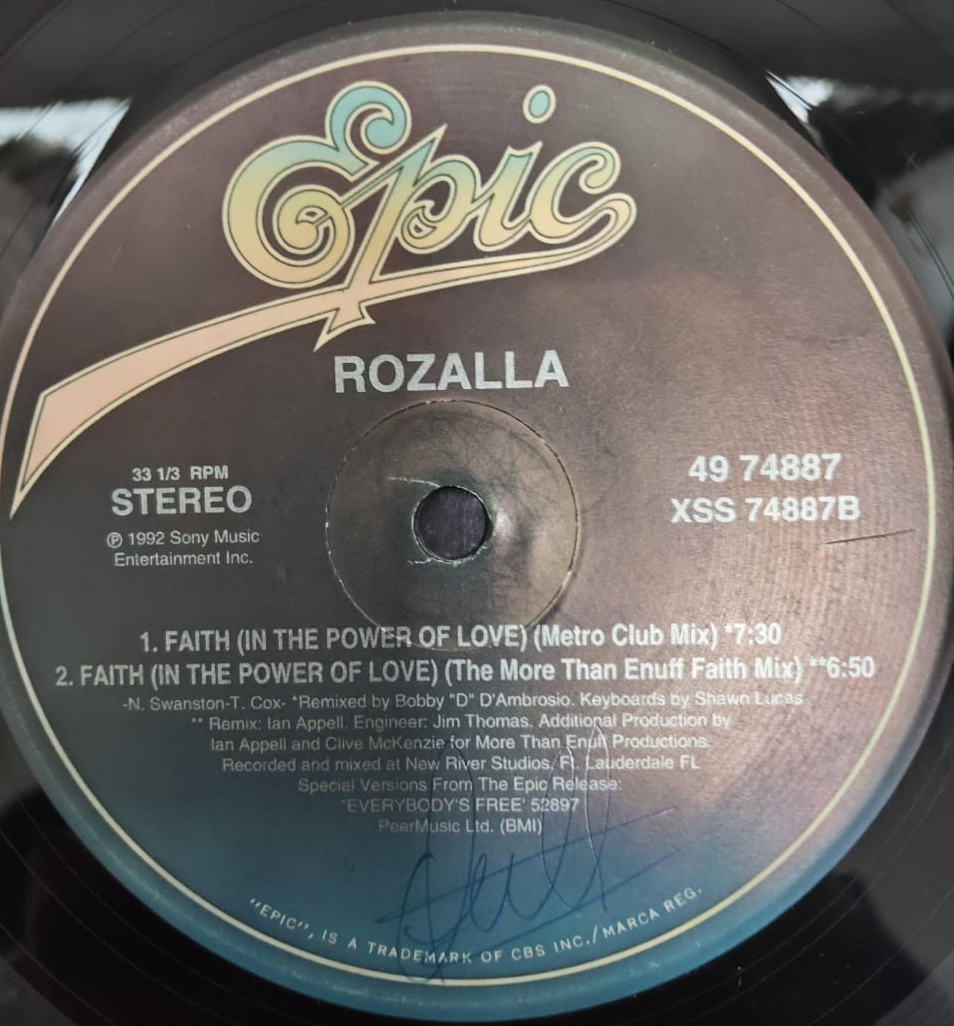 Epic
ROZALLA
33 1/3 RPM
STEREO
℗ 1992 Sony Music
Entertainment Inc.
49 74887
XSS 74887B
1. FAITH (IN THE POWER OF LOVE) (Metro Club Mix) *7:30
2. FAITH (IN THE POWER OF LOVE) (The More Than Enuff Faith Mix) **6:50
-N. Swanston-T. Cox- *Remixed by Bobby "D" D'Ambrosio. Keyboards by Shawn Lucas
** Remix: Ian Appell. Engineer: Jim Thomas. Additional Production by
Ian Appell and Clive McKenzie for More Than Enuff Productions.
Recorded and mixed at New River Studios, Ft. Lauderdale FL
Special Versions From The Epic Release:
"EVERYBODY'S FREE' 52897
PeerMusic Ltd. (BMI)
"EPIC", IS A TRADEMARK OF CBS INC./MARCA REG.